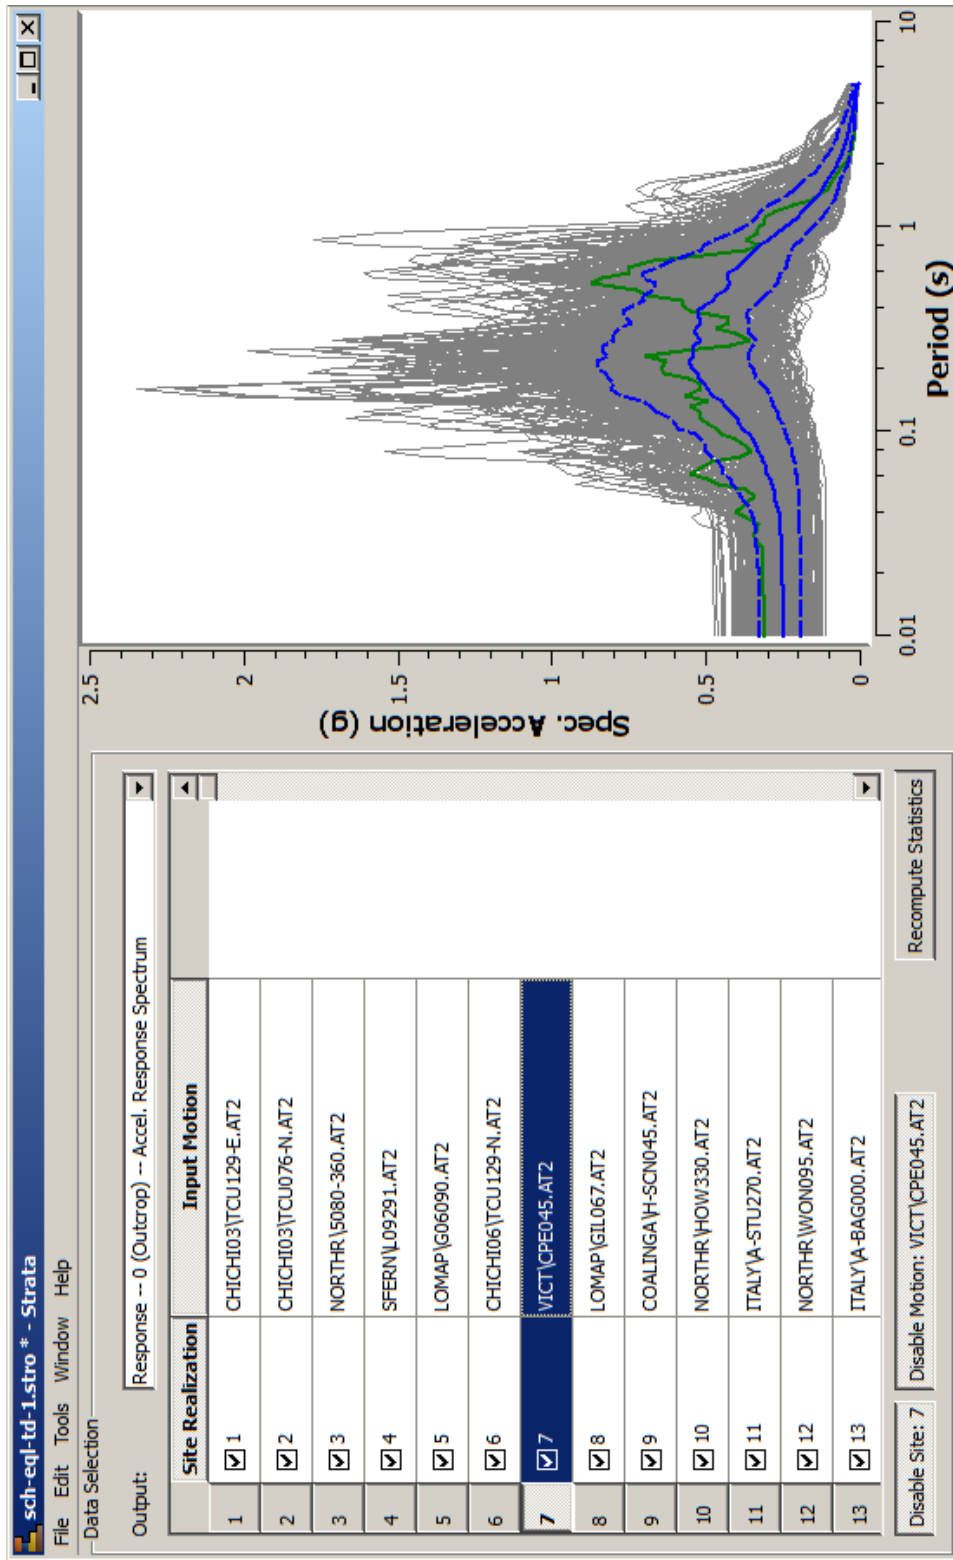 sch-eql-td-1.stro * - Strata
File Edit Tools Window Help
Data Selection
Output: Response -- 0 (Outcrop) -- Accel. Response Spectrum
Site Realization Input Motion
1 1 CHICHI03\TCU129-E.AT2
2 2 CHICHI03\TCU076-N.AT2
3 3 NORTHR\5080-360.AT2
4 4 SFERN\L09291.AT2
5 5 LOMAP\G06090.AT2
6 6 CHICHI06\TCU129-N.AT2
7 7 VICT\CPE045.AT2
8 8 LOMAP\GIL067.AT2
9 9 COALINGA\H-SCN045.AT2
10 10 NORTHR\HOW330.AT2
11 11 ITALY\A-STU270.AT2
12 12 NORTHR\WON095.AT2
13 13 ITALY\A-BAG000.AT2
Disable Site: 7 Disable Motion: VICT\CPE045.AT2 Recompute Statistics
Spec. Acceleration (g)
2.5
2
1.5
1
0.5
0
0.01 0.1 1 10
Period (s)